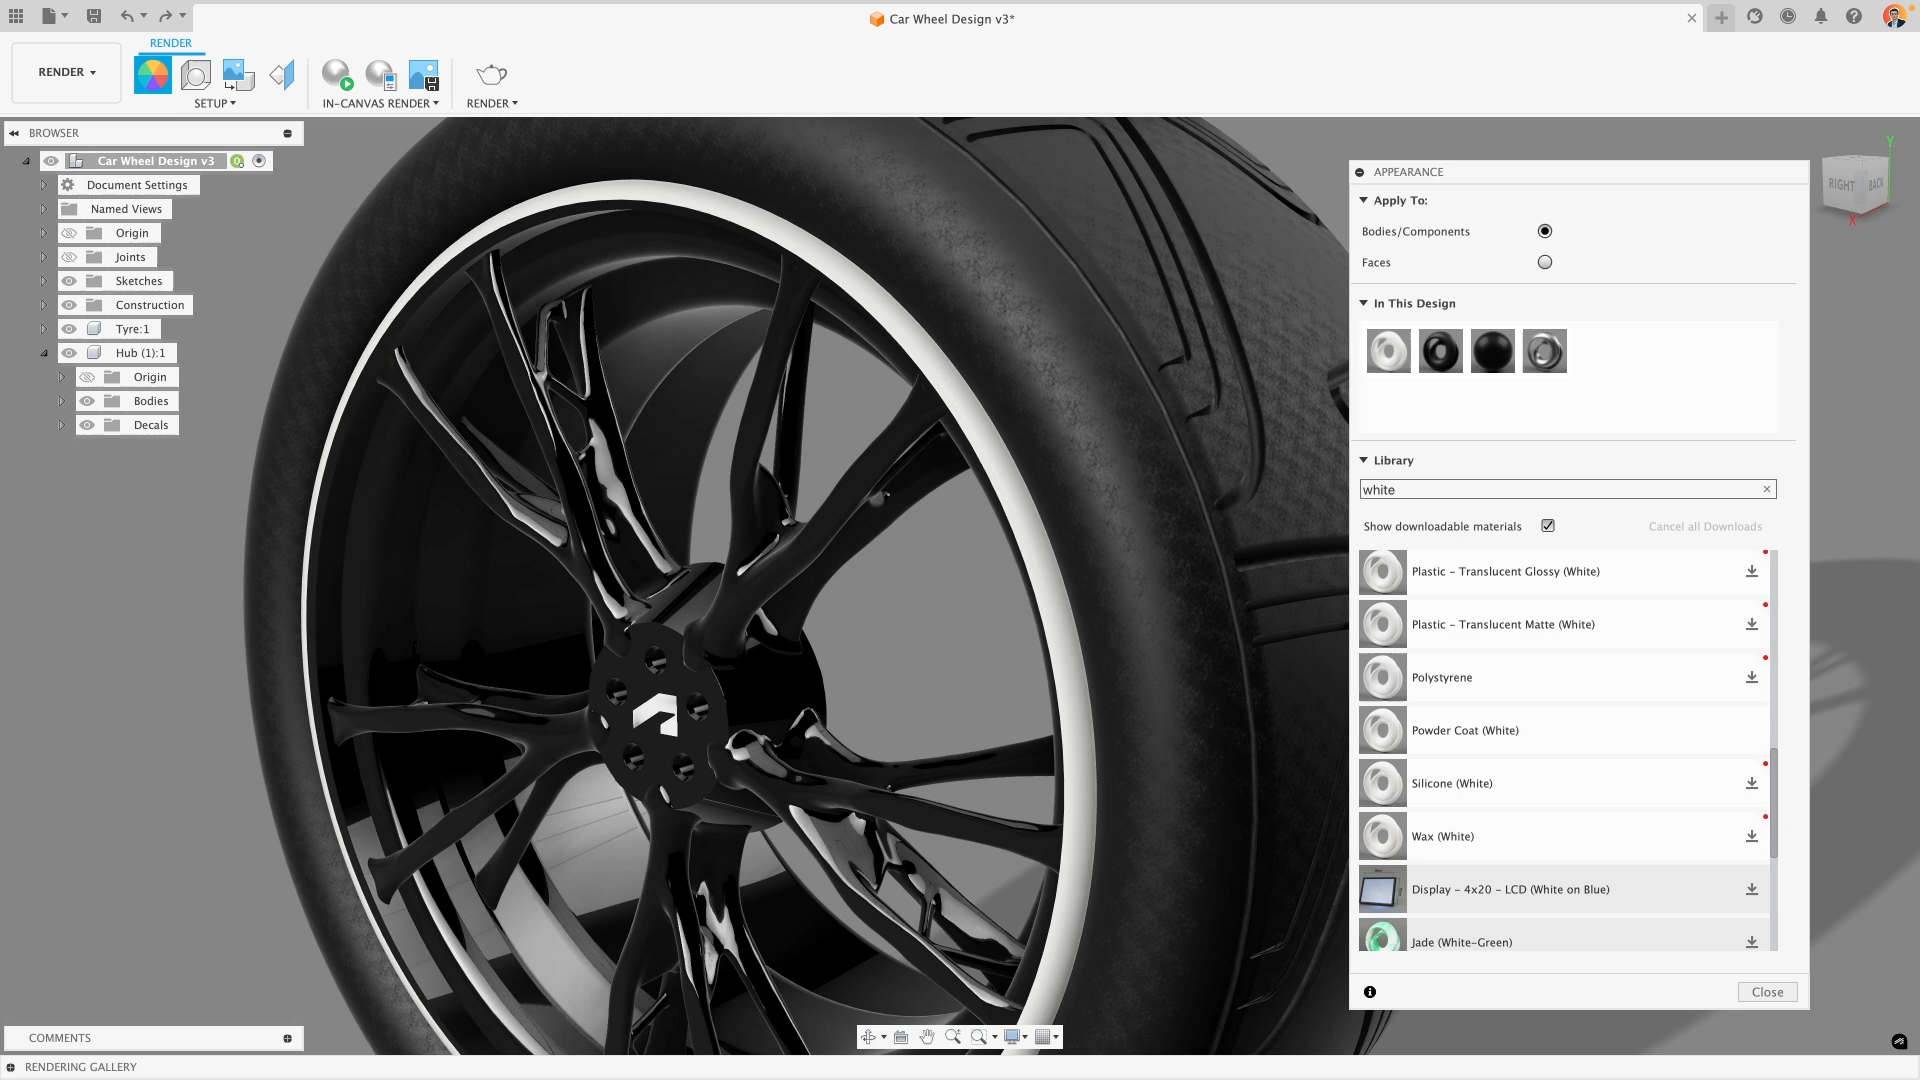 Car Wheel Design v3*
RENDER
RENDER
SETUP
IN-CANVAS RENDER
RENDER
BROWSER
Car Wheel Design v3
Document Settings
Named Views
Origin
Joints
Sketches
Construction
Tyre:1
Hub (1):1
Origin
Bodies
Decals
Y
RIGHT
BACK
X
APPEARANCE
Apply To:
Bodies/Components
Faces
In This Design
Library
white
Show downloadable materials
Cancel all Downloads
Plastic - Translucent Glossy (White)
Plastic - Translucent Matte (White)
Polystyrene
Powder Coat (White)
Silicone (White)
Wax (White)
Display - 4x20 - LCD (White on Blue)
Jade (White-Green)
Close
COMMENTS
RENDERING GALLERY